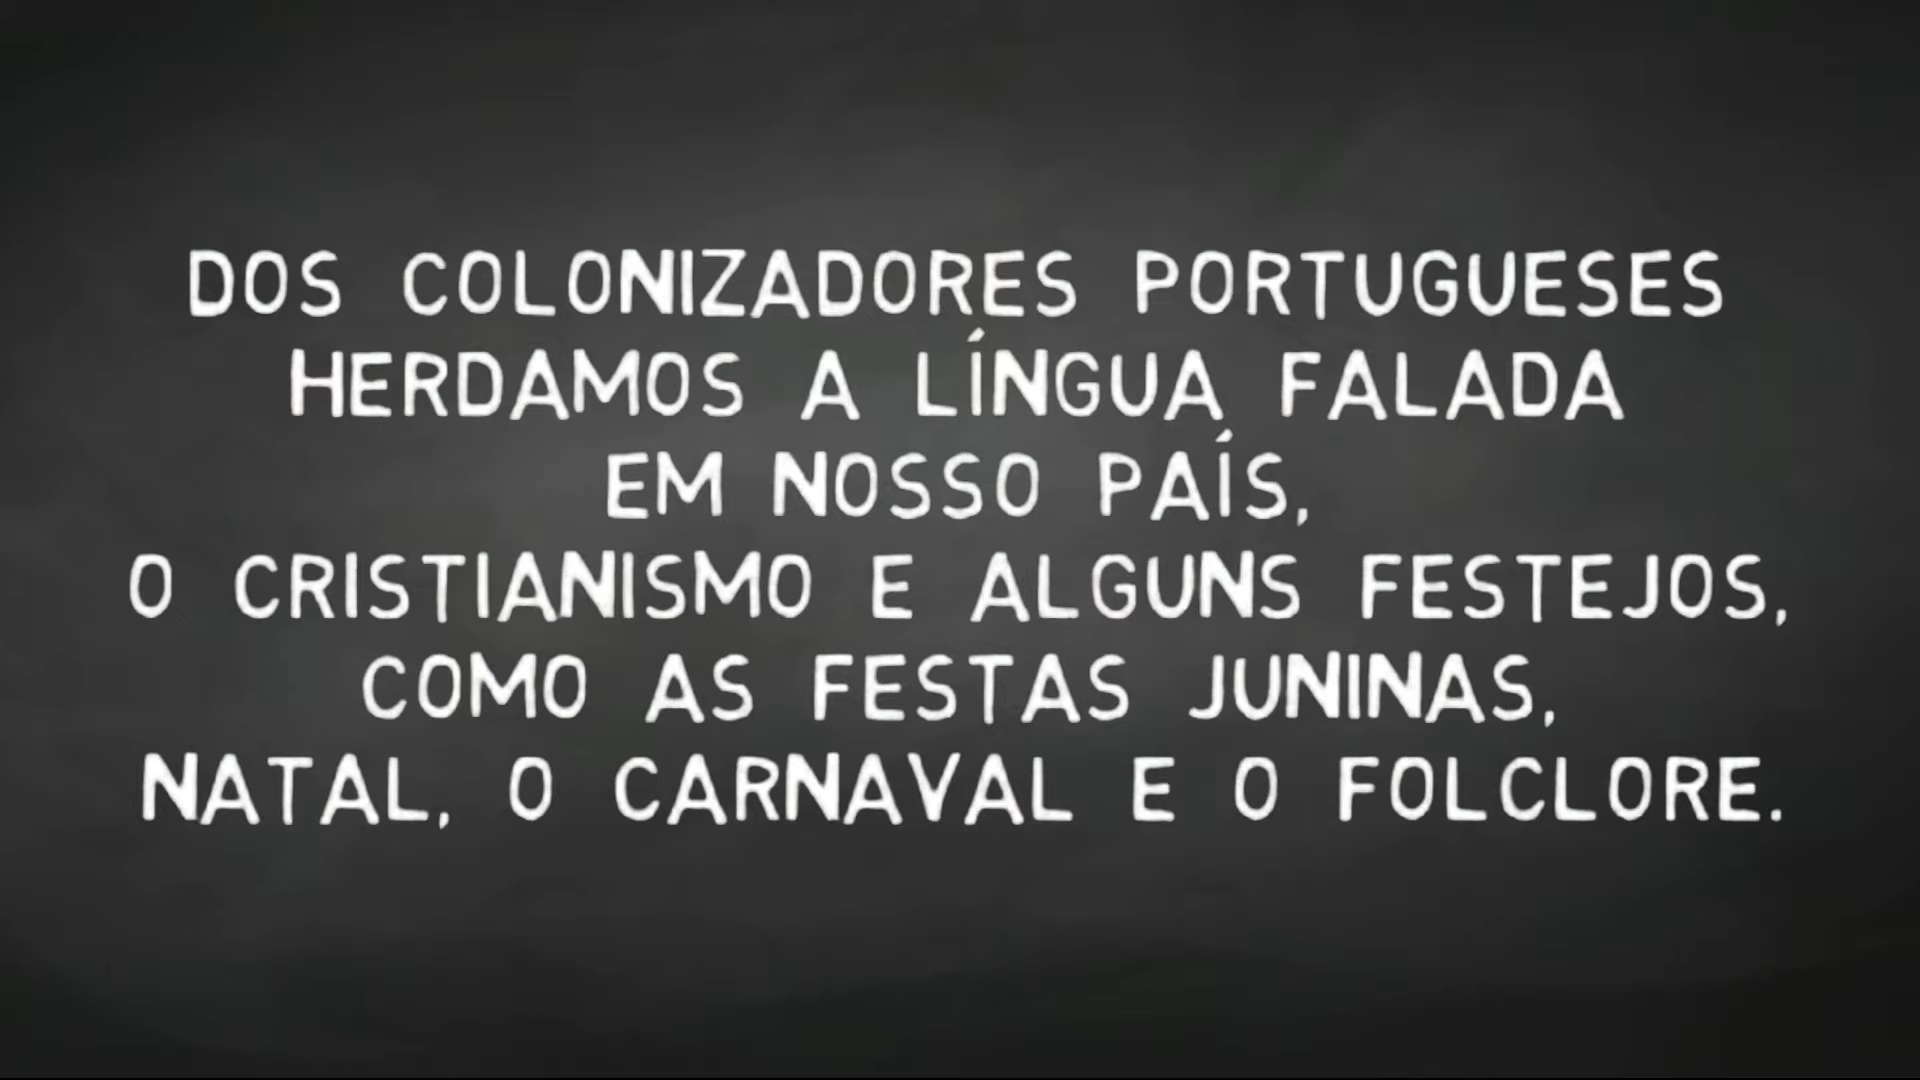 DOS COLONIZADORES PORTUGUESES
HERDAMOS A LÍNGUA FALADA
EM NOSSO PAÍS,
O CRISTIANISMO E ALGUNS FESTEJOS,
COMO AS FESTAS JUNINAS,
NATAL, O CARNAVAL E O FOLCLORE.